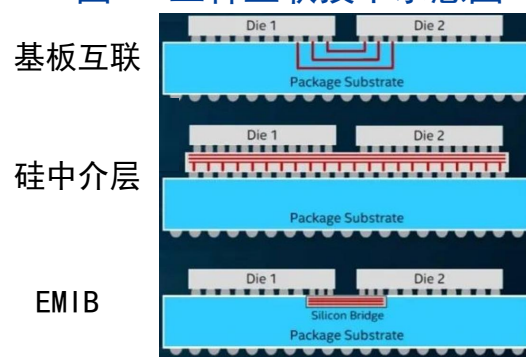 基板互联
Die 1 Die 2
Package Substrate
硅中介层
Die 1 Die 2
Package Substrate
EMIB
Die 1 Die 2
Silicon Bridge
Package Substrate